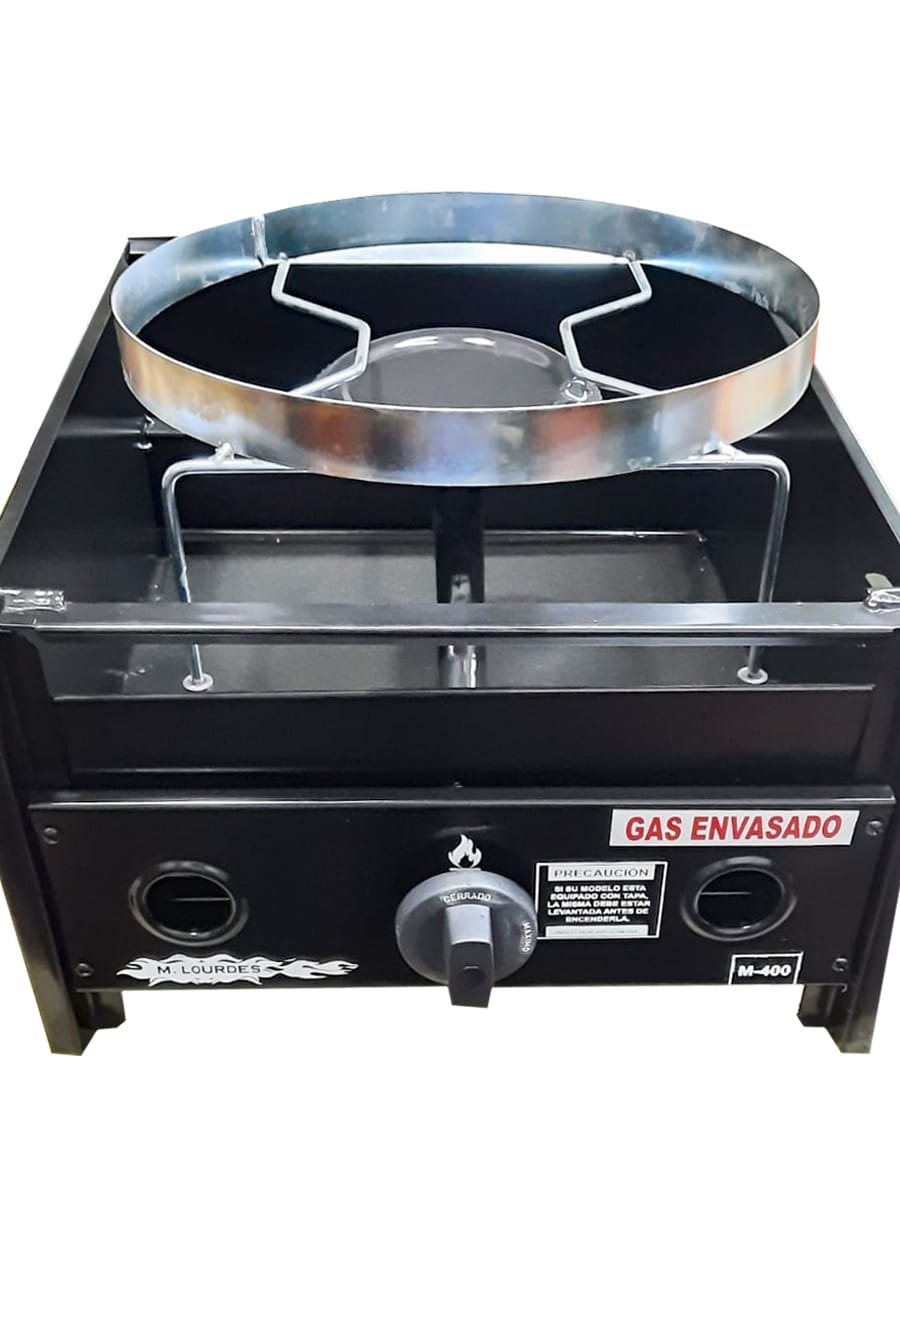 GAS ENVASADO
PRECAUCION
SI SU MODELO ESTA
EQUIPADO CON TAPA,
LA MISMA DEBE ESTAR
LEVANTADA ANTES DE
ENCENDERLA.
CERRADO
MAXIMO
M. LOURDES
M-400